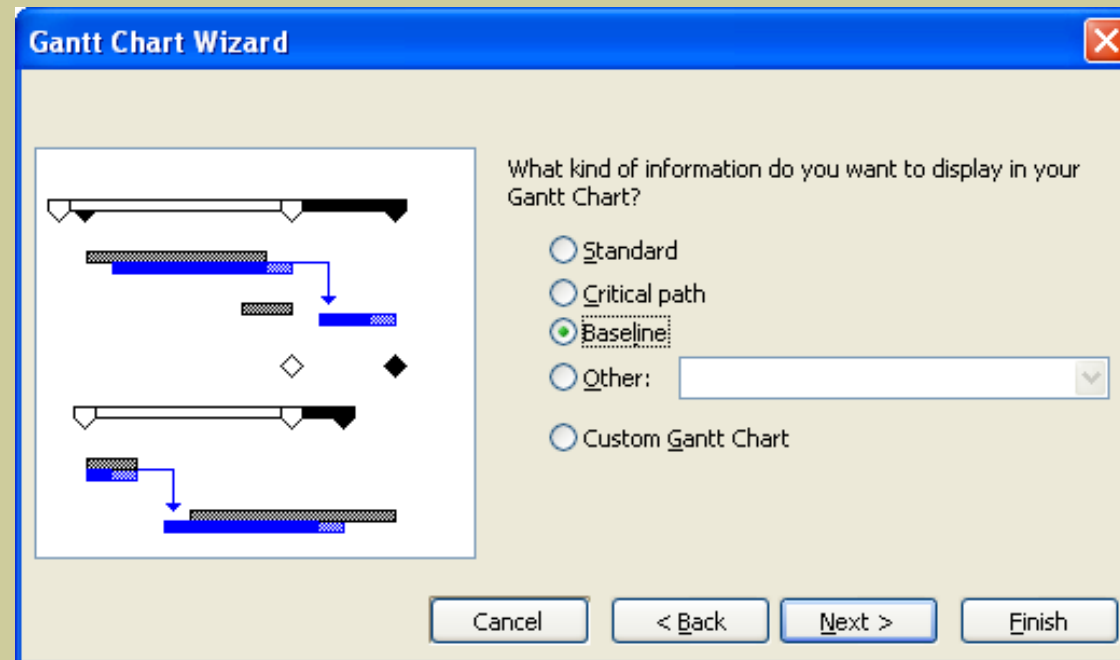 Gantt Chart Wizard
What kind of information do you want to display in your
Gantt Chart?
Standard
Critical path
Baseline
Other:
Custom Gantt Chart
Cancel
< Back
Next >
Finish